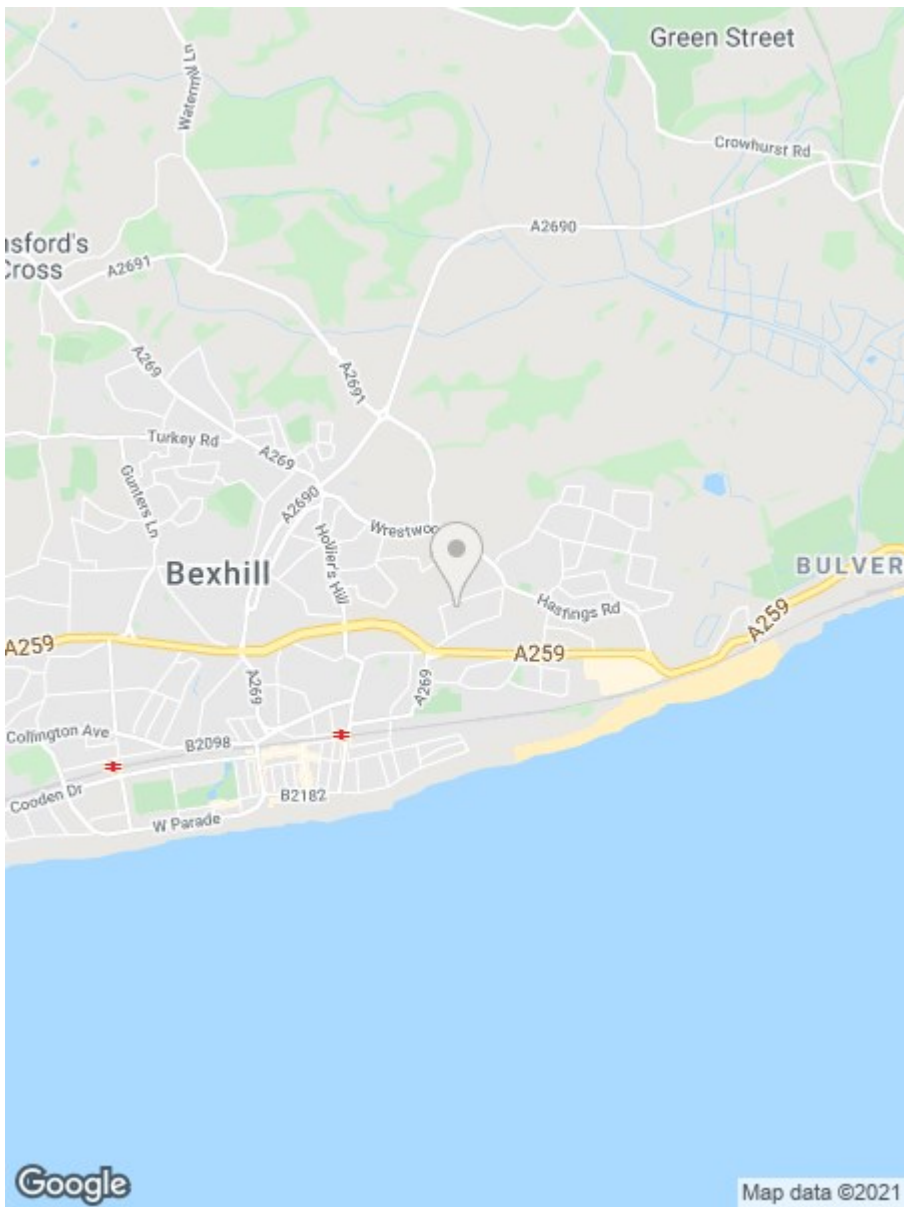 Green Street
Watermill Ln
Crowhurst Rd
A2690
nsford's
Cross
A2691
A269
A2691
Turkey Rd
A269
Gunters Ln
A2690
Hollier's Hill
Bexhill
BULVER
Hastings Rd
A259
A259
A259
A269
A269
Collington Ave
B2098
Cooden Dr
B2182
W Parade
Google
Map data ©2021